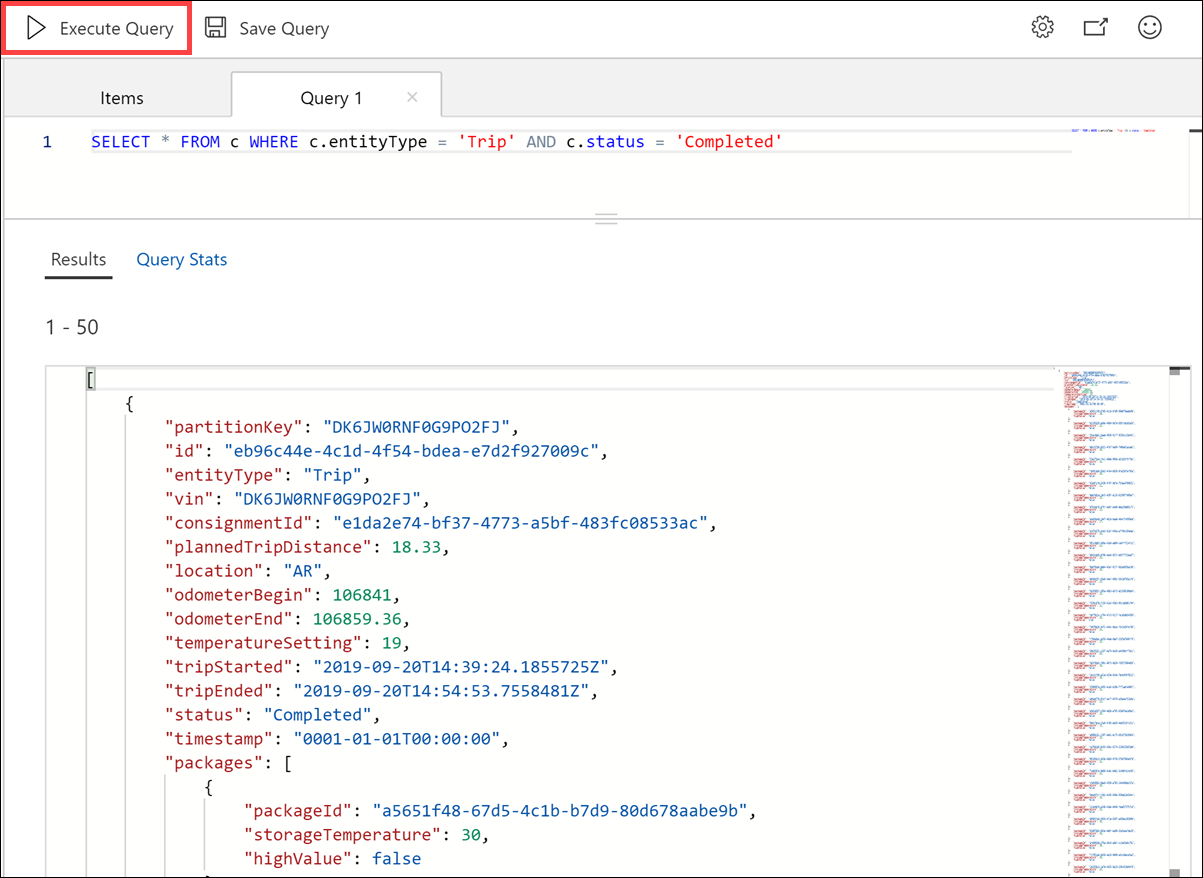 Execute Query Save Query
Items Query 1
1 SELECT * FROM c WHERE c.entityType = 'Trip' AND c.status = 'Completed'
Results Query Stats
1 - 50
[
{
"partitionKey": "DK6JW0RNF0G9PO2FJ",
"id": "eb96c44e-4c1d-4f54-bdea-e7d2f927009c",
"entityType": "Trip",
"vin": "DK6JW0RNF0G9PO2FJ",
"consignmentId": "e1da2e74-bf37-4773-a5bf-483fc08533ac",
"plannedTripDistance": 18.33,
"location": "AR",
"odometerBegin": 106841,
"odometerEnd": 106859.36,
"temperatureSetting": 19,
"tripStarted": "2019-09-20T14:39:24.1855725Z",
"tripEnded": "2019-09-20T14:54:53.7558481Z",
"status": "Completed",
"timestamp": "0001-01-01T00:00:00",
"packages": [
{
"packageId": "a5651f48-67d5-4c1b-b7d9-80d678aabe9b",
"storageTemperature": 30,
"highValue": false